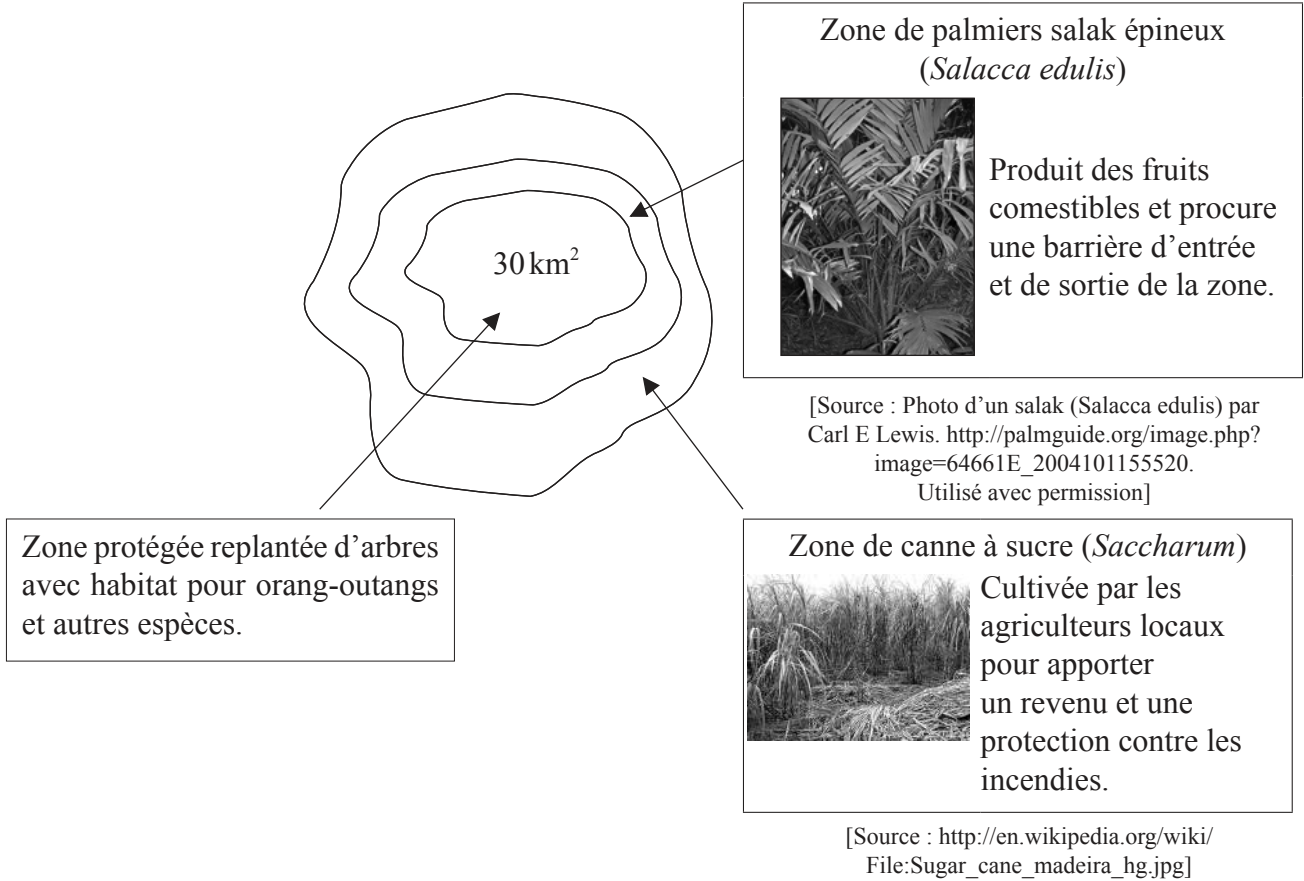 Zone de palmiers salak épineux
(Salacca edulis)
Produit des fruits
comestibles et procure
une barrière d'entrée
et de sortie de la zone.
[Source : Photo d'un salak (Salacca edulis) par
Carl E Lewis. http://palmguide.org/image.php?
image=64661E_2004101155520.
Utilisé avec permission]
30 km²
Zone protégée replantée d'arbres
avec habitat pour orang-outangs
et autres espèces.
Zone de canne à sucre (Saccharum)
Cultivée par les
agriculteurs locaux
pour apporter
un revenu et une
protection contre les
incendies.
[Source : http://en.wikipedia.org/wiki/
File:Sugar_cane_madeira_hg.jpg]